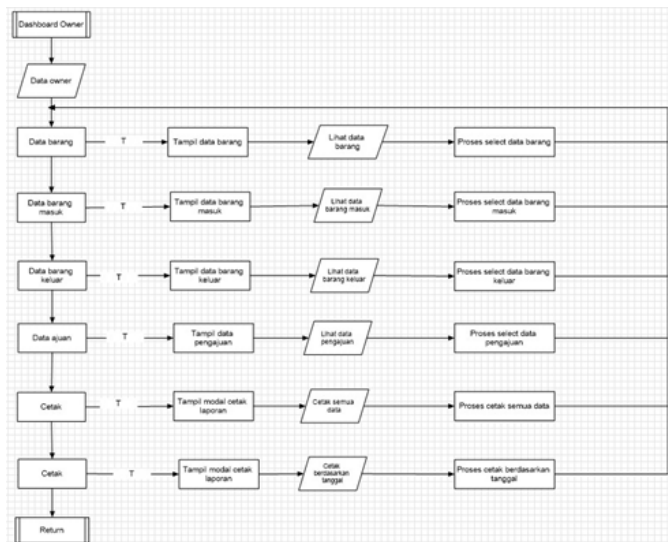 Dashboard Owner
Data owner
Data barang
T
Tampil data barang
Lihat data
barang
Proses select data barang
Data barang
masuk
T
Tampil data barang
masuk
Lihat data
barang masuk
Proses select data barang
masuk
Data barang
keluar
T
Tampil data barang
keluar
Lihat data
barang keluar
Proses select data barang
keluar
Data ajuan
T
Tampil data
pengajuan
Lihat data
pengajuan
Proses select data
pengajuan
Cetak
T
Tampil modal cetak
laporan
Cetak semua
data
Proses cetak semua data
Cetak
T
Tampil modal cetak
laporan
Cetak
berdasarkan
tanggal
Proses cetak berdasarkan
tanggal
Return